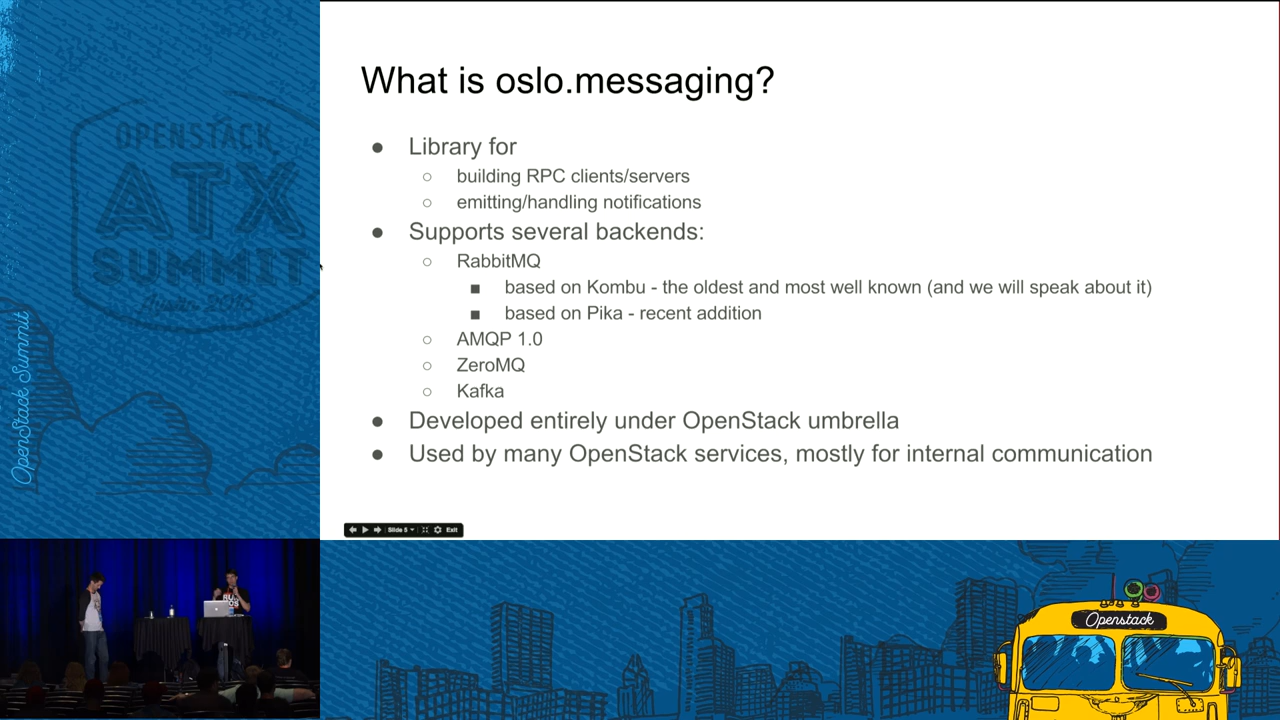 What is oslo.messaging?
● Library for
○ building RPC clients/servers
○ emitting/handling notifications
● Supports several backends:
○ RabbitMQ
■ based on Kombu - the oldest and most well known (and we will speak about it)
■ based on Pika - recent addition
○ AMQP 1.0
○ ZeroMQ
○ Kafka
● Developed entirely under OpenStack umbrella
● Used by many OpenStack services, mostly for internal communication
Slide 5
Exit
OPENSTACK
ATX
SUMMIT
Austin 2016
OpenStack Summit
Openstack